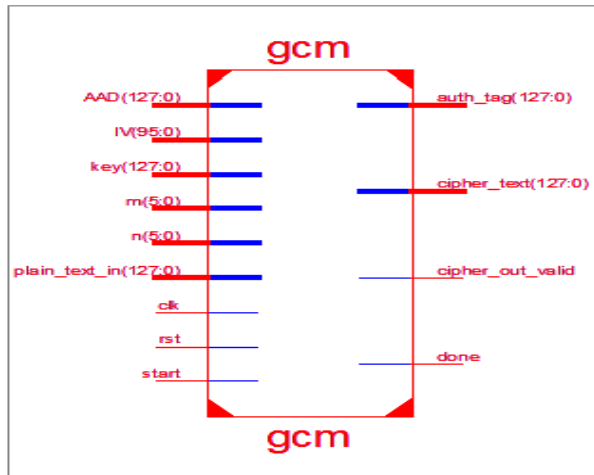 gcm
AAD(127:0)
IV(95:0)
key(127:0)
m(5:0)
n(5:0)
plain_text_in(127:0)
clk
rst
start
auth_tag(127:0)
cipher_text(127:0)
cipher_out_valid
done
gcm